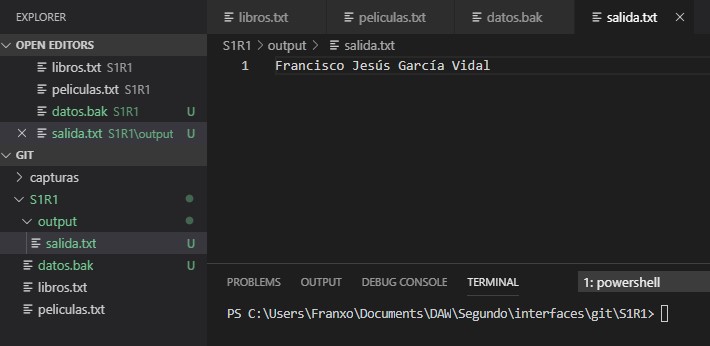 EXPLORER
OPEN EDITORS
libros.txt S1R1
peliculas.txt S1R1
datos.bak S1R1 U
salida.txt S1R1\output U
GIT
capturas
S1R1
output
salida.txt U
datos.bak U
libros.txt
peliculas.txt
libros.txt peliculas.txt datos.bak salida.txt
S1R1 > output > salida.txt
1 Francisco Jesús García Vidal
PROBLEMS OUTPUT DEBUG CONSOLE TERMINAL 1: powershell
PS C:\Users\Franxo\Documents\DAW\Segundo\interfaces\git\S1R1>